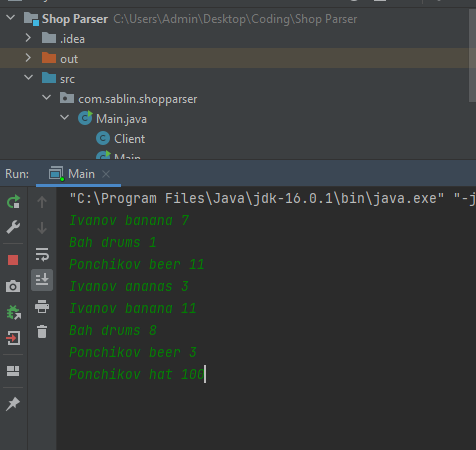 Shop Parser C:\Users\Admin\Desktop\Coding\Shop Parser
.idea
out
src
com.sablin.shopparser
Main.java
Client
Main
Run: Main
"C:\Program Files\Java\jdk-16.0.1\bin\java.exe" "-j
Ivanov banana 7
Bah drums 1
Ponchikov beer 11
Ivanov ananas 3
Ivanov banana 11
Bah drums 8
Ponchikov beer 3
Ponchikov hat 100